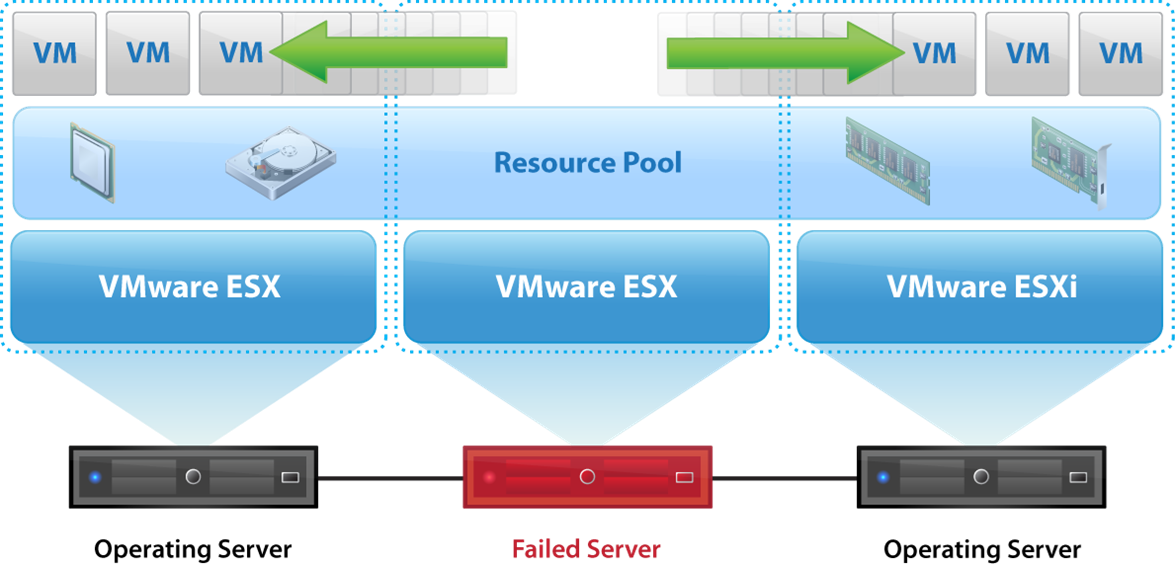 VM VM VM VM VM VM
Resource Pool
VMware ESX VMware ESX VMware ESXi
Operating Server Failed Server Operating Server